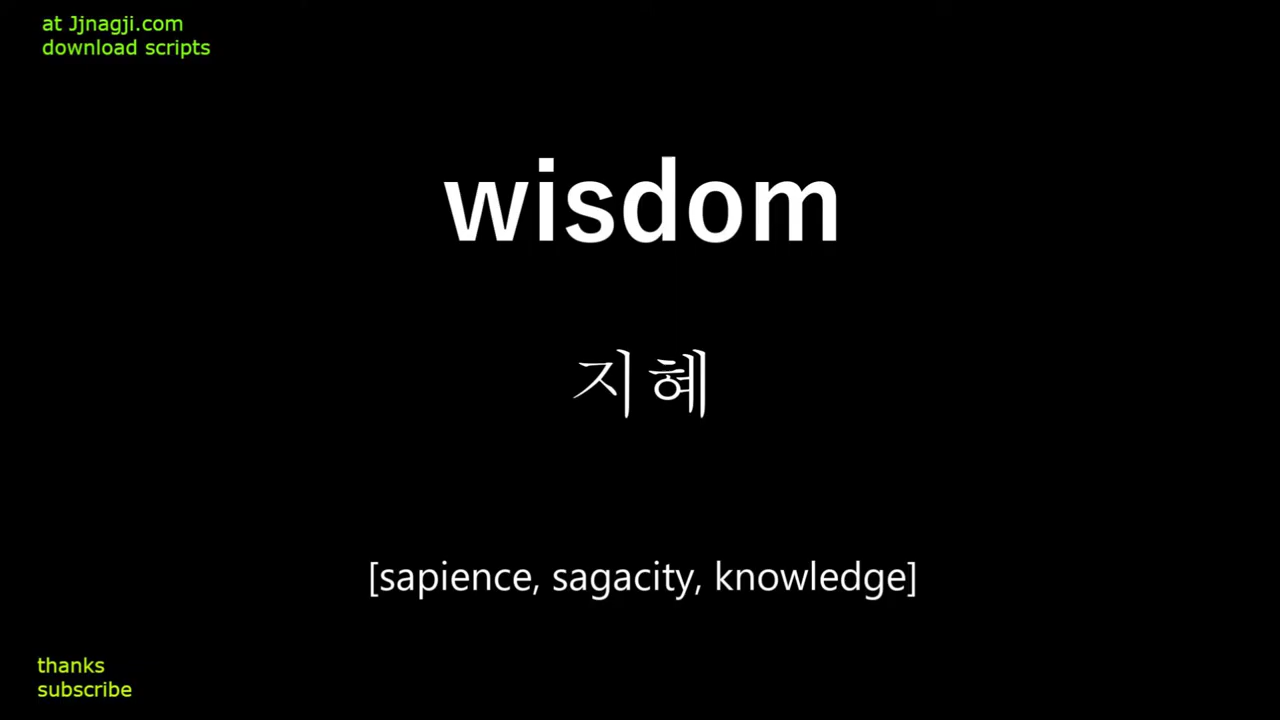 at Jjnagji.com
download scripts
wisdom
지혜
[sapience, sagacity, knowledge]
thanks
subscribe